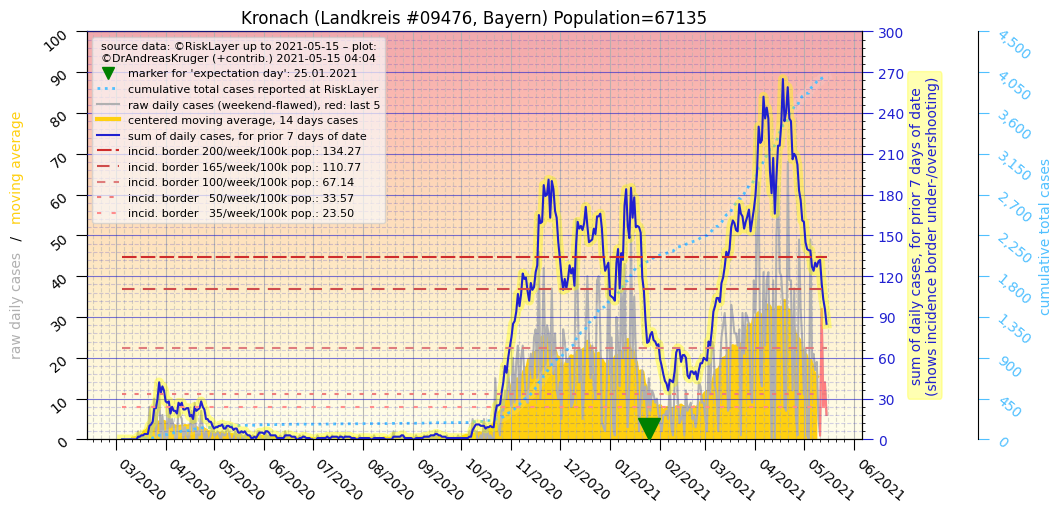 Kronach (Landkreis #09476, Bayern) Population=67135
source data: ©RiskLayer up to 2021-05-15 – plot:
©DrAndreasKruger (+contrib.) 2021-05-15 04:04
marker for 'expectation day': 25.01.2021
cumulative total cases reported at RiskLayer
raw daily cases (weekend-flawed), red: last 5
centered moving average, 14 days cases
sum of daily cases, for prior 7 days of date
incid. border 200/week/100k pop.: 134.27
incid. border 165/week/100k pop.: 110.77
incid. border 100/week/100k pop.: 67.14
incid. border   50/week/100k pop.: 33.57
incid. border   35/week/100k pop.: 23.50
raw daily cases  /  moving average
100
90
80
70
60
50
40
30
20
10
0
03/2020
04/2020
05/2020
06/2020
07/2020
08/2020
09/2020
10/2020
11/2020
12/2020
01/2021
02/2021
03/2021
04/2021
05/2021
06/2021
300
270
240
210
180
150
120
90
60
30
0
sum of daily cases, for prior 7 days of date
(shows incidence border under-/overshooting)
4,500
4,050
3,600
3,150
2,700
2,250
1,800
1,350
900
450
0
cumulative total cases